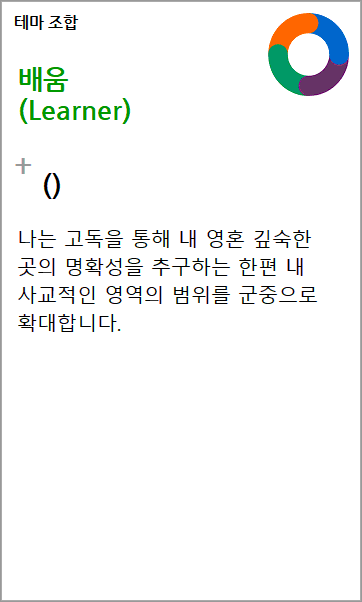 테마 조합
배움
(Learner)
+
()
나는 고독을 통해 내 영혼 깊숙한
곳의 명확성을 추구하는 한편 내
사교적인 영역의 범위를 군중으로
확대합니다.